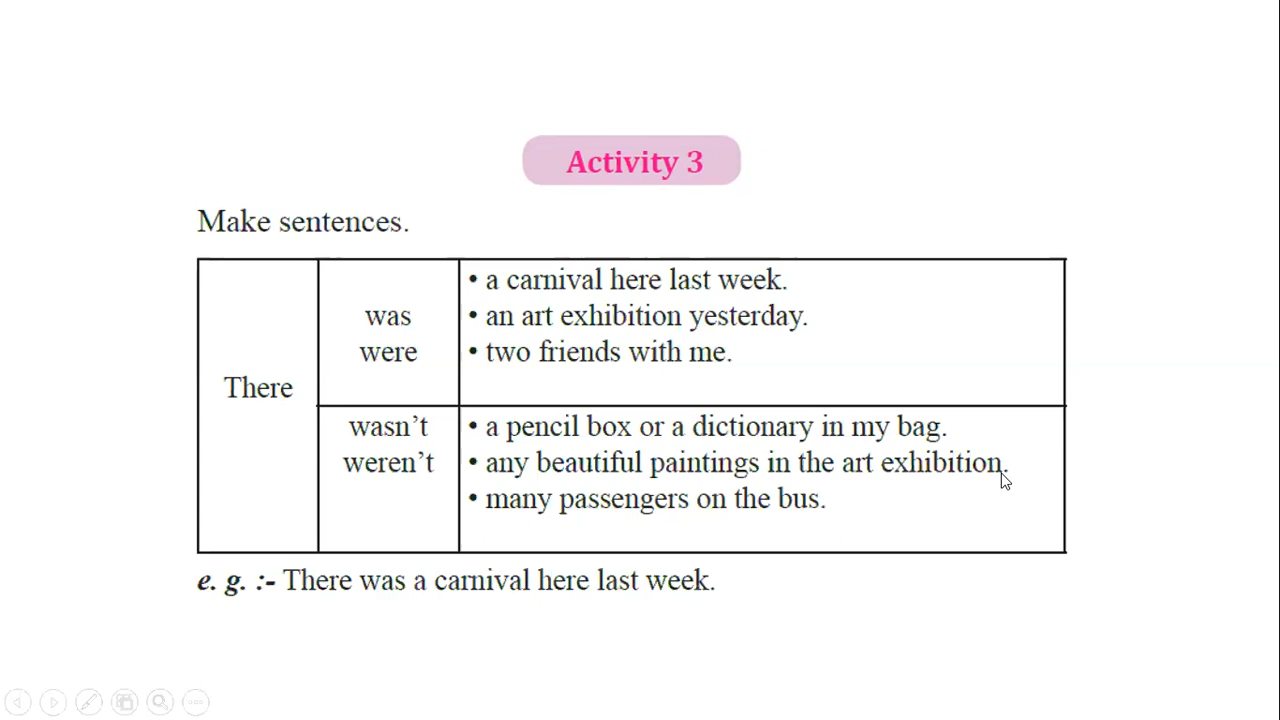 Activity 3
Make sentences.
There
was
were
• a carnival here last week.
• an art exhibition yesterday.
• two friends with me.
wasn't
weren't
• a pencil box or a dictionary in my bag.
• any beautiful paintings in the art exhibition.
• many passengers on the bus.
e. g. :- There was a carnival here last week.